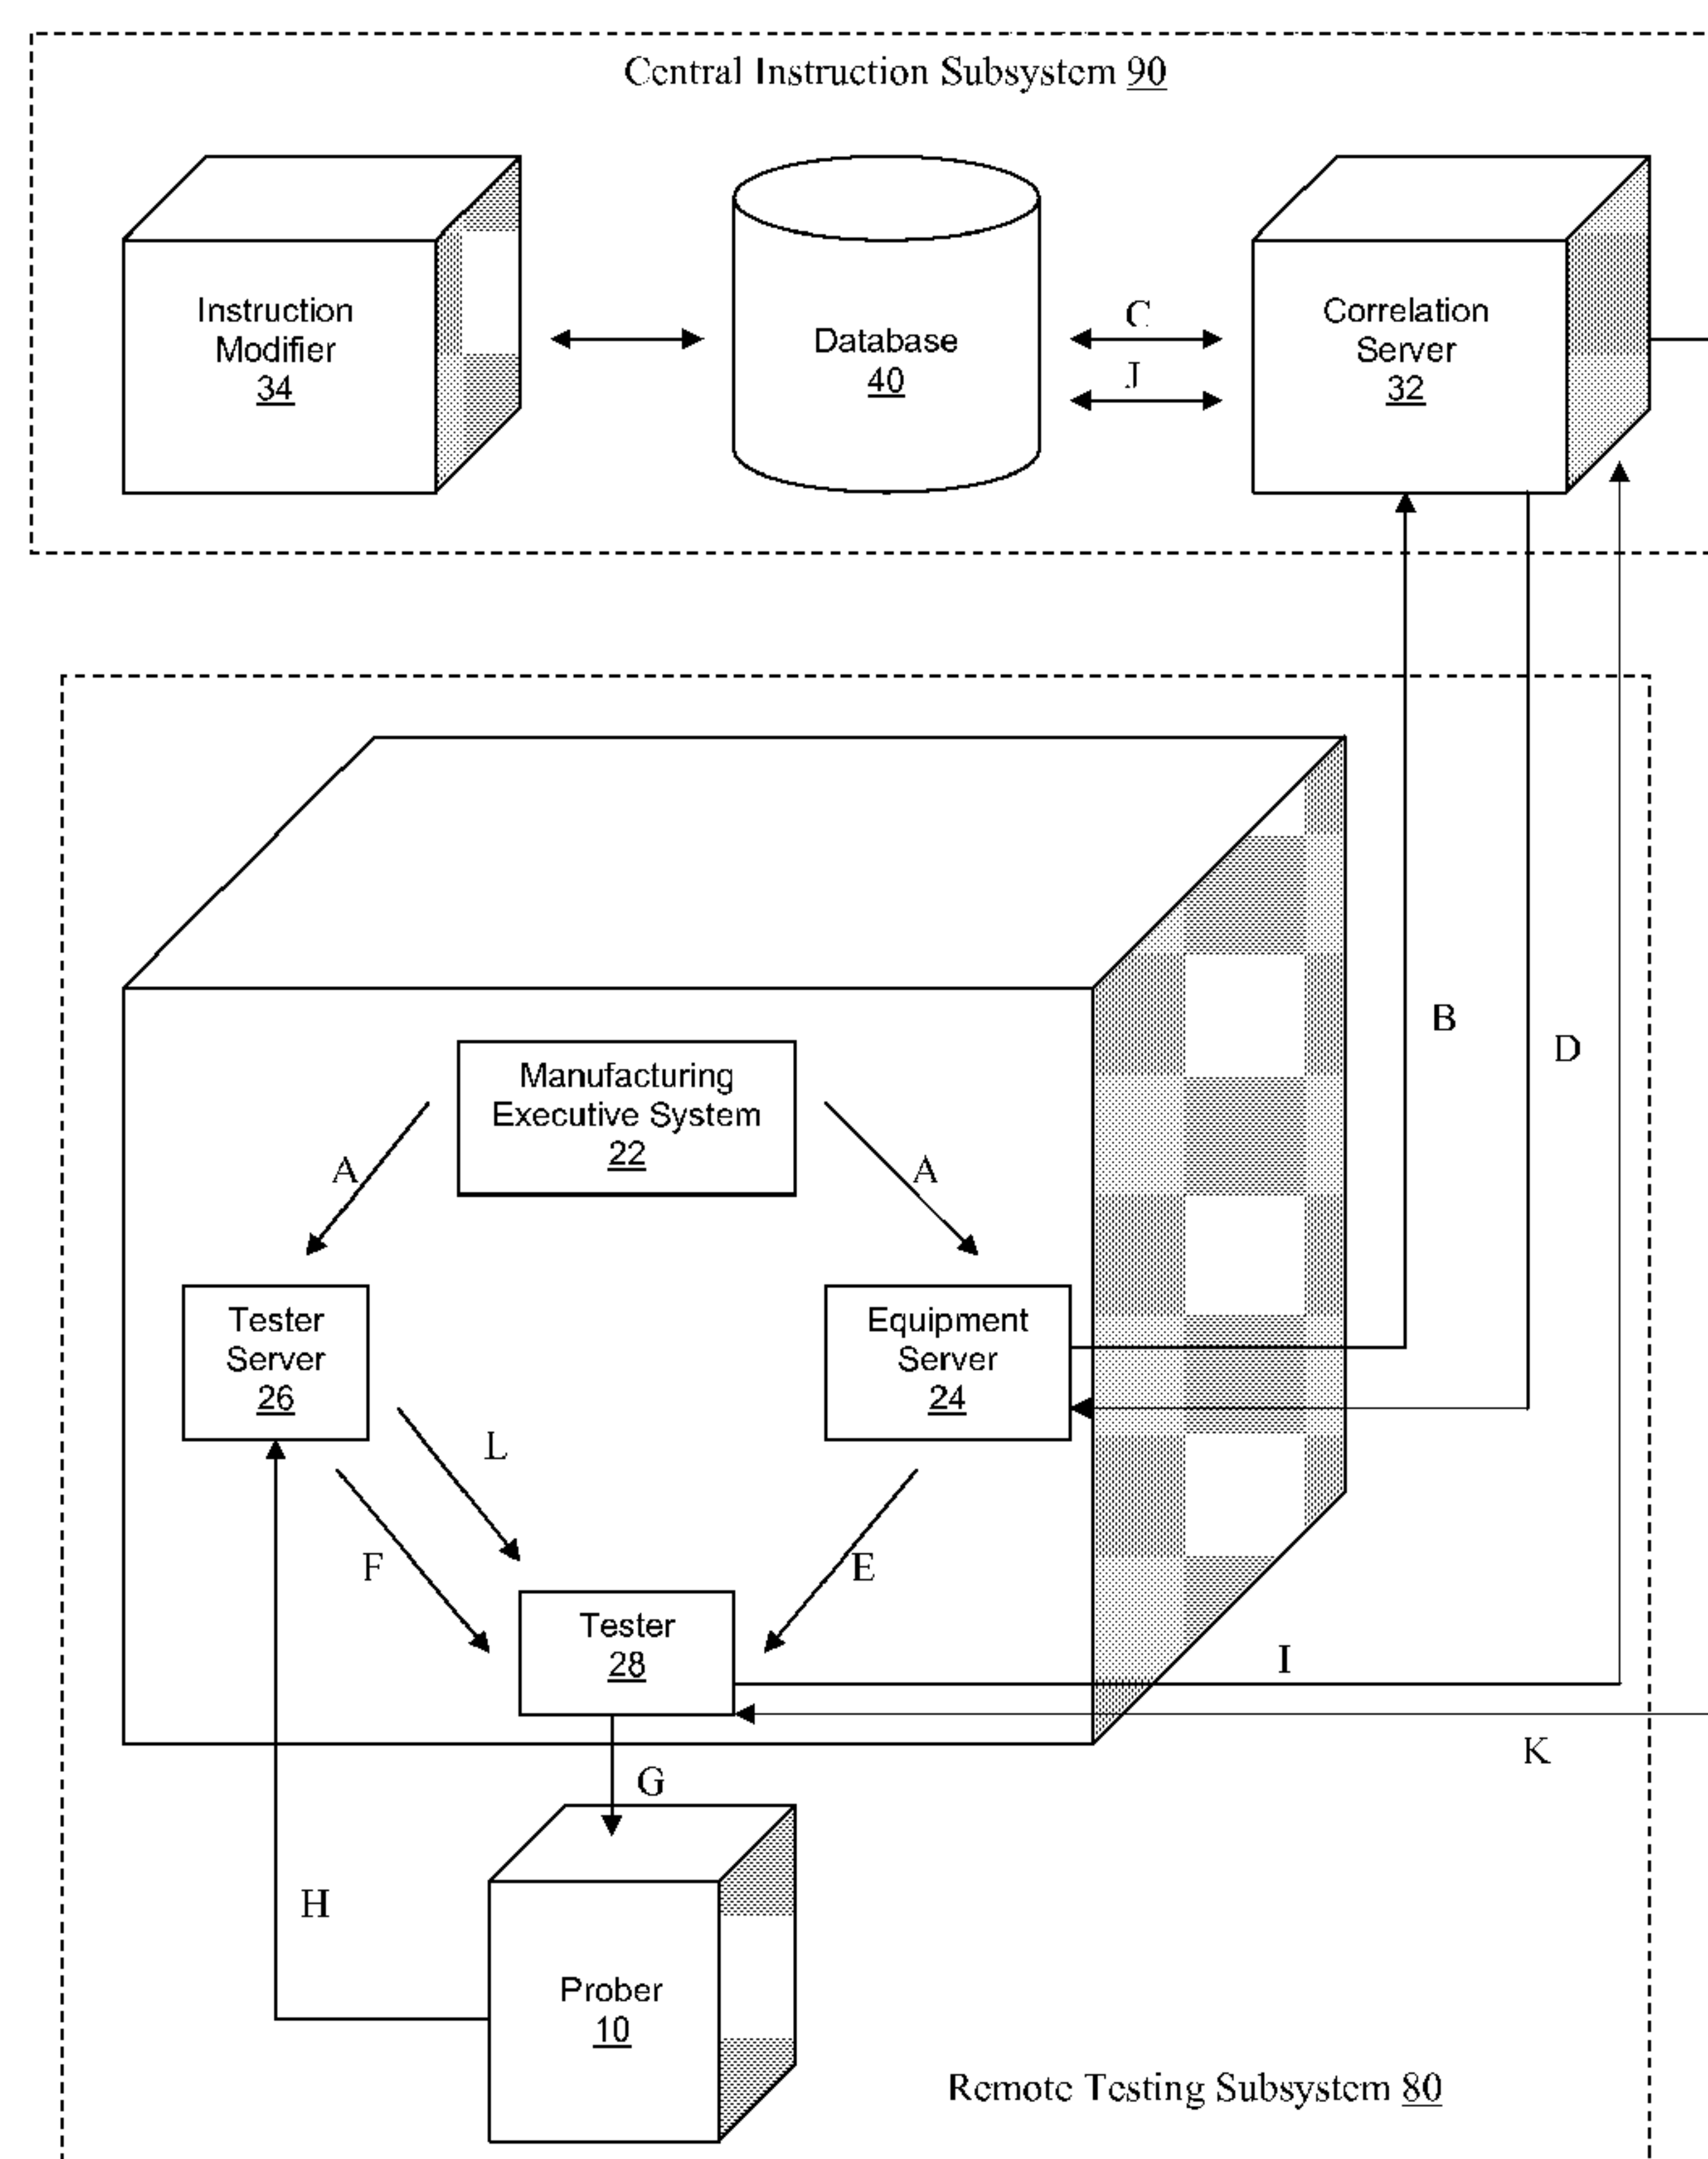 Central Instruction Subsystem 90
Instruction
Modifier
34
Database
40
C
J
Correlation
Server
32
B
D
Manufacturing
Executive System
22
A
A
Tester
Server
26
Equipment
Server
24
L
F
E
Tester
28
I
K
G
H
Prober
10
Remote Testing Subsystem 80